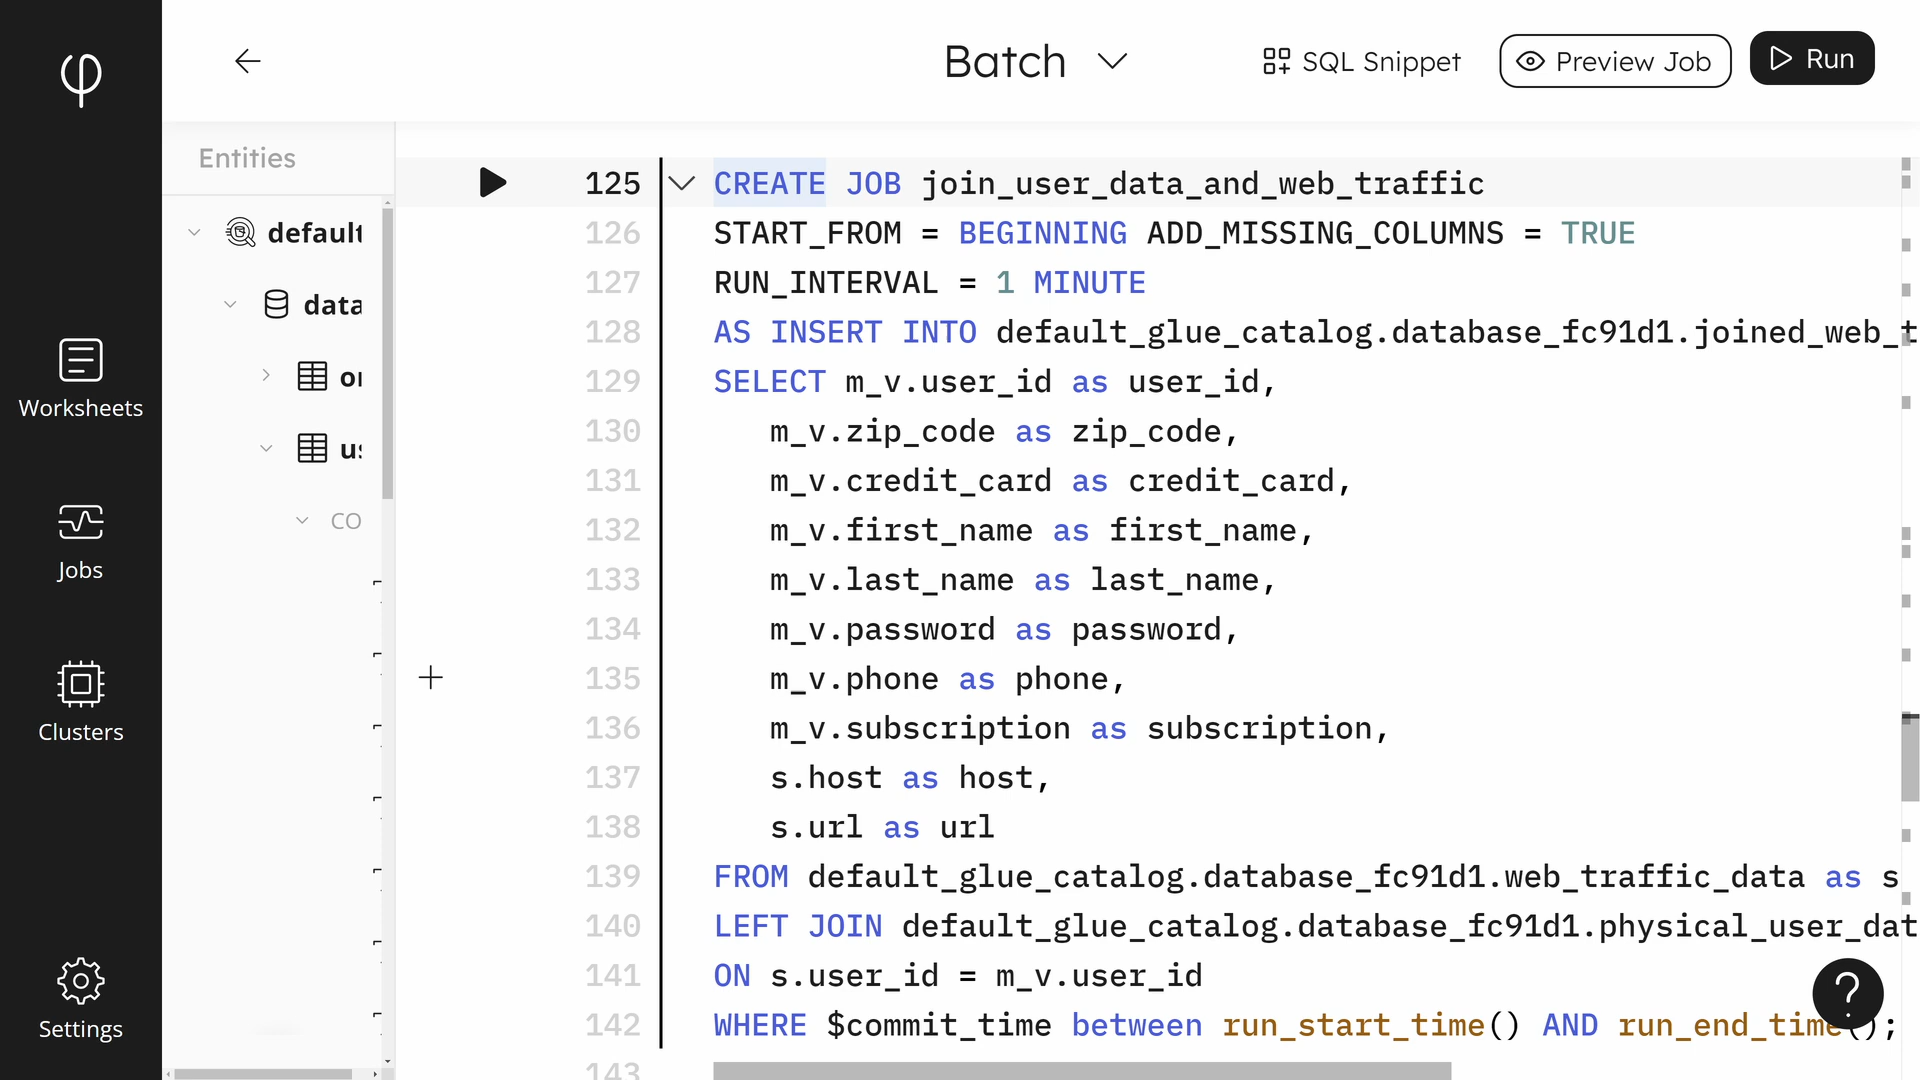 Batch
SQL Snippet
Preview Job
Run
Entities
default
data
CO
Worksheets
Jobs
Clusters
Settings
125 CREATE JOB join_user_data_and_web_traffic
126 START_FROM = BEGINNING ADD_MISSING_COLUMNS = TRUE
127 RUN_INTERVAL = 1 MINUTE
128 AS INSERT INTO default_glue_catalog.database_fc91d1.joined_web_t
129 SELECT m_v.user_id as user_id,
130 m_v.zip_code as zip_code,
131 m_v.credit_card as credit_card,
132 m_v.first_name as first_name,
133 m_v.last_name as last_name,
134 m_v.password as password,
135 m_v.phone as phone,
136 m_v.subscription as subscription,
137 s.host as host,
138 s.url as url
139 FROM default_glue_catalog.database_fc91d1.web_traffic_data as s
140 LEFT JOIN default_glue_catalog.database_fc91d1.physical_user_dat
141 ON s.user_id = m_v.user_id
142 WHERE $commit_time between run_start_time() AND run_end_time();
143